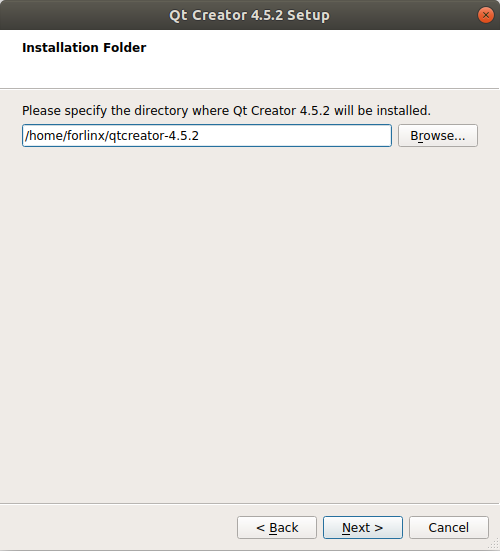 Qt Creator 4.5.2 Setup
Installation Folder
Please specify the directory where Qt Creator 4.5.2 will be installed.
/home/forlinx/qtcreator-4.5.2 Browse...
< Back Next > Cancel